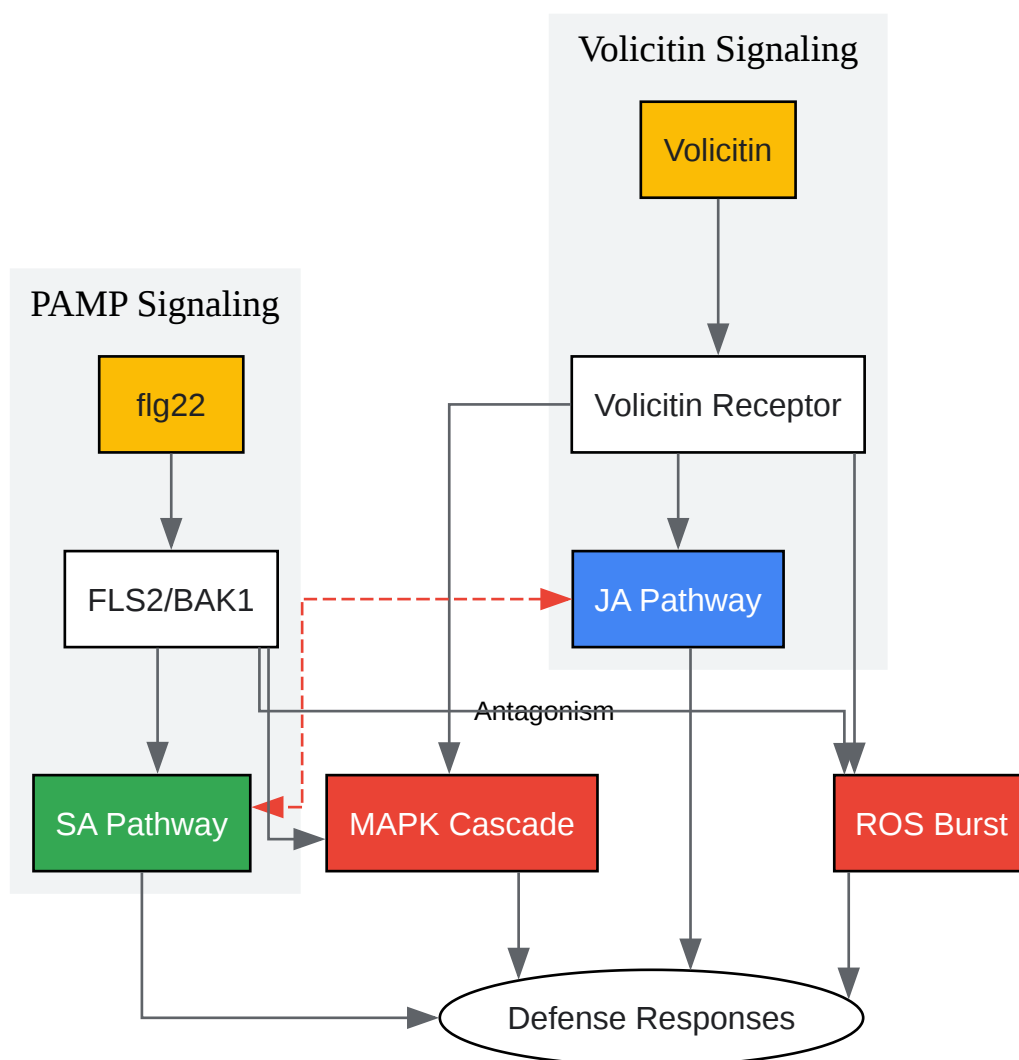 Volicitin Signaling
Volicitin
PAMP Signaling
flg22
Volicitin Receptor
FLS2/BAK1
JA Pathway
Antagonism
SA Pathway
MAPK Cascade
ROS Burst
Defense Responses